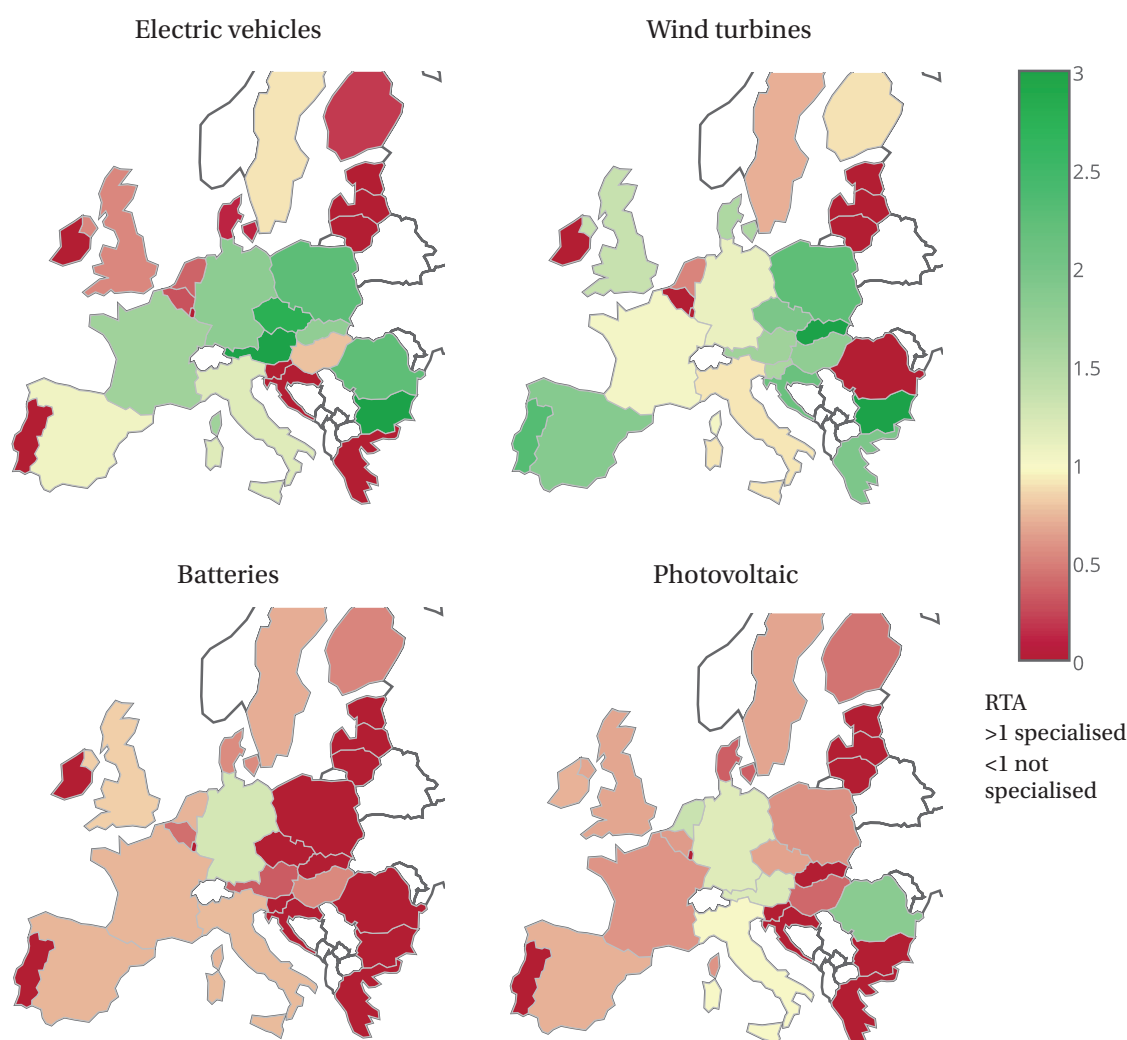 Electric vehicles
Wind turbines
3
2.5
2
1.5
1
0.5
0
Batteries
Photovoltaic
RTA
>1 specialised
<1 not
specialised